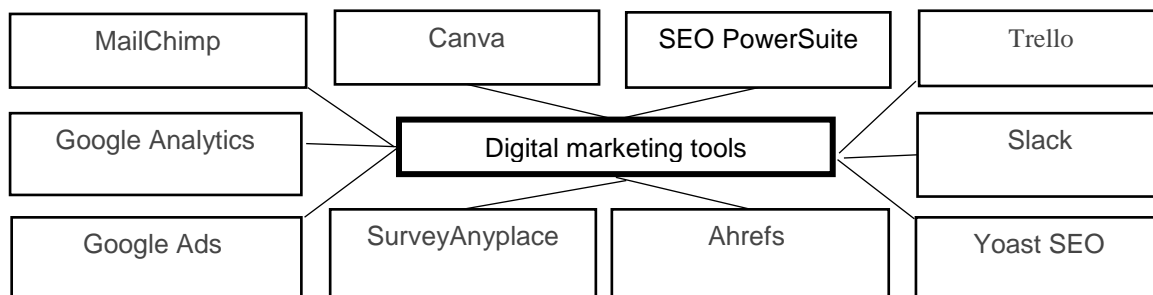 MailChimp
Canva
SEO PowerSuite
Trello
Google Analytics
Digital marketing tools
Slack
Google Ads
SurveyAnyplace
Ahrefs
Yoast SEO